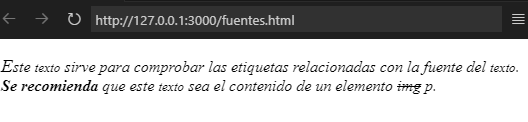 http://127.0.0.1:3000/fuentes.html
Este texto sirve para comprobar las etiquetas relacionadas con la fuente del texto.
Se recomienda que este texto sea el contenido de un elemento img p.